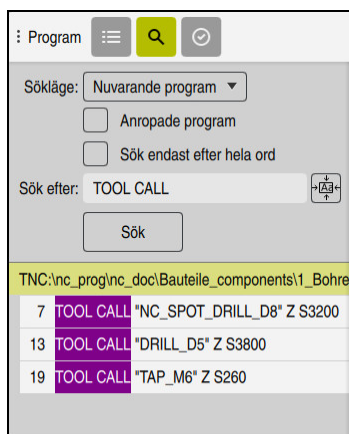 Program
Sökläge: Nuvarande program
Anropade program
Sök endast efter hela ord
Sök efter: TOOL CALL Aa
Sök
TNC:\nc_prog\nc_doc\Bauteile_components\1_Bohre
7 TOOL CALL "NC_SPOT_DRILL_D8" Z S3200
13 TOOL CALL "DRILL_D5" Z S3800
19 TOOL CALL "TAP_M6" Z S260